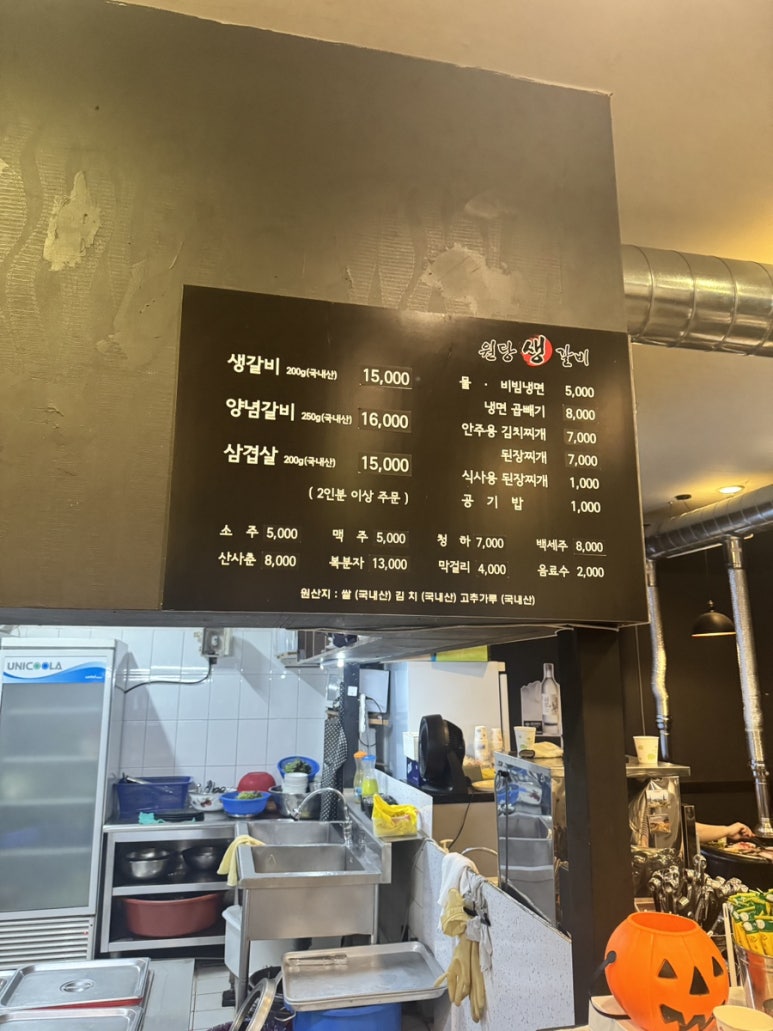 원당 생 갈비
생갈비 200g(국내산) 15,000
양념갈비 250g(국내산) 16,000
삼겹살 200g(국내산) 15,000
( 2인분 이상 주문 )
물 · 비빔냉면 5,000
냉면 곱빼기 8,000
안주용 김치찌개 7,000
된장찌개 7,000
식사용 된장찌개 1,000
공 기 밥 1,000
소 주 5,000 맥 주 5,000 청 하 7,000 백세주 8,000
산사춘 8,000 복분자 13,000 막걸리 4,000 음료수 2,000
원산지 : 쌀 (국내산) 김 치 (국내산) 고추가루 (국내산)
UNICOOLA